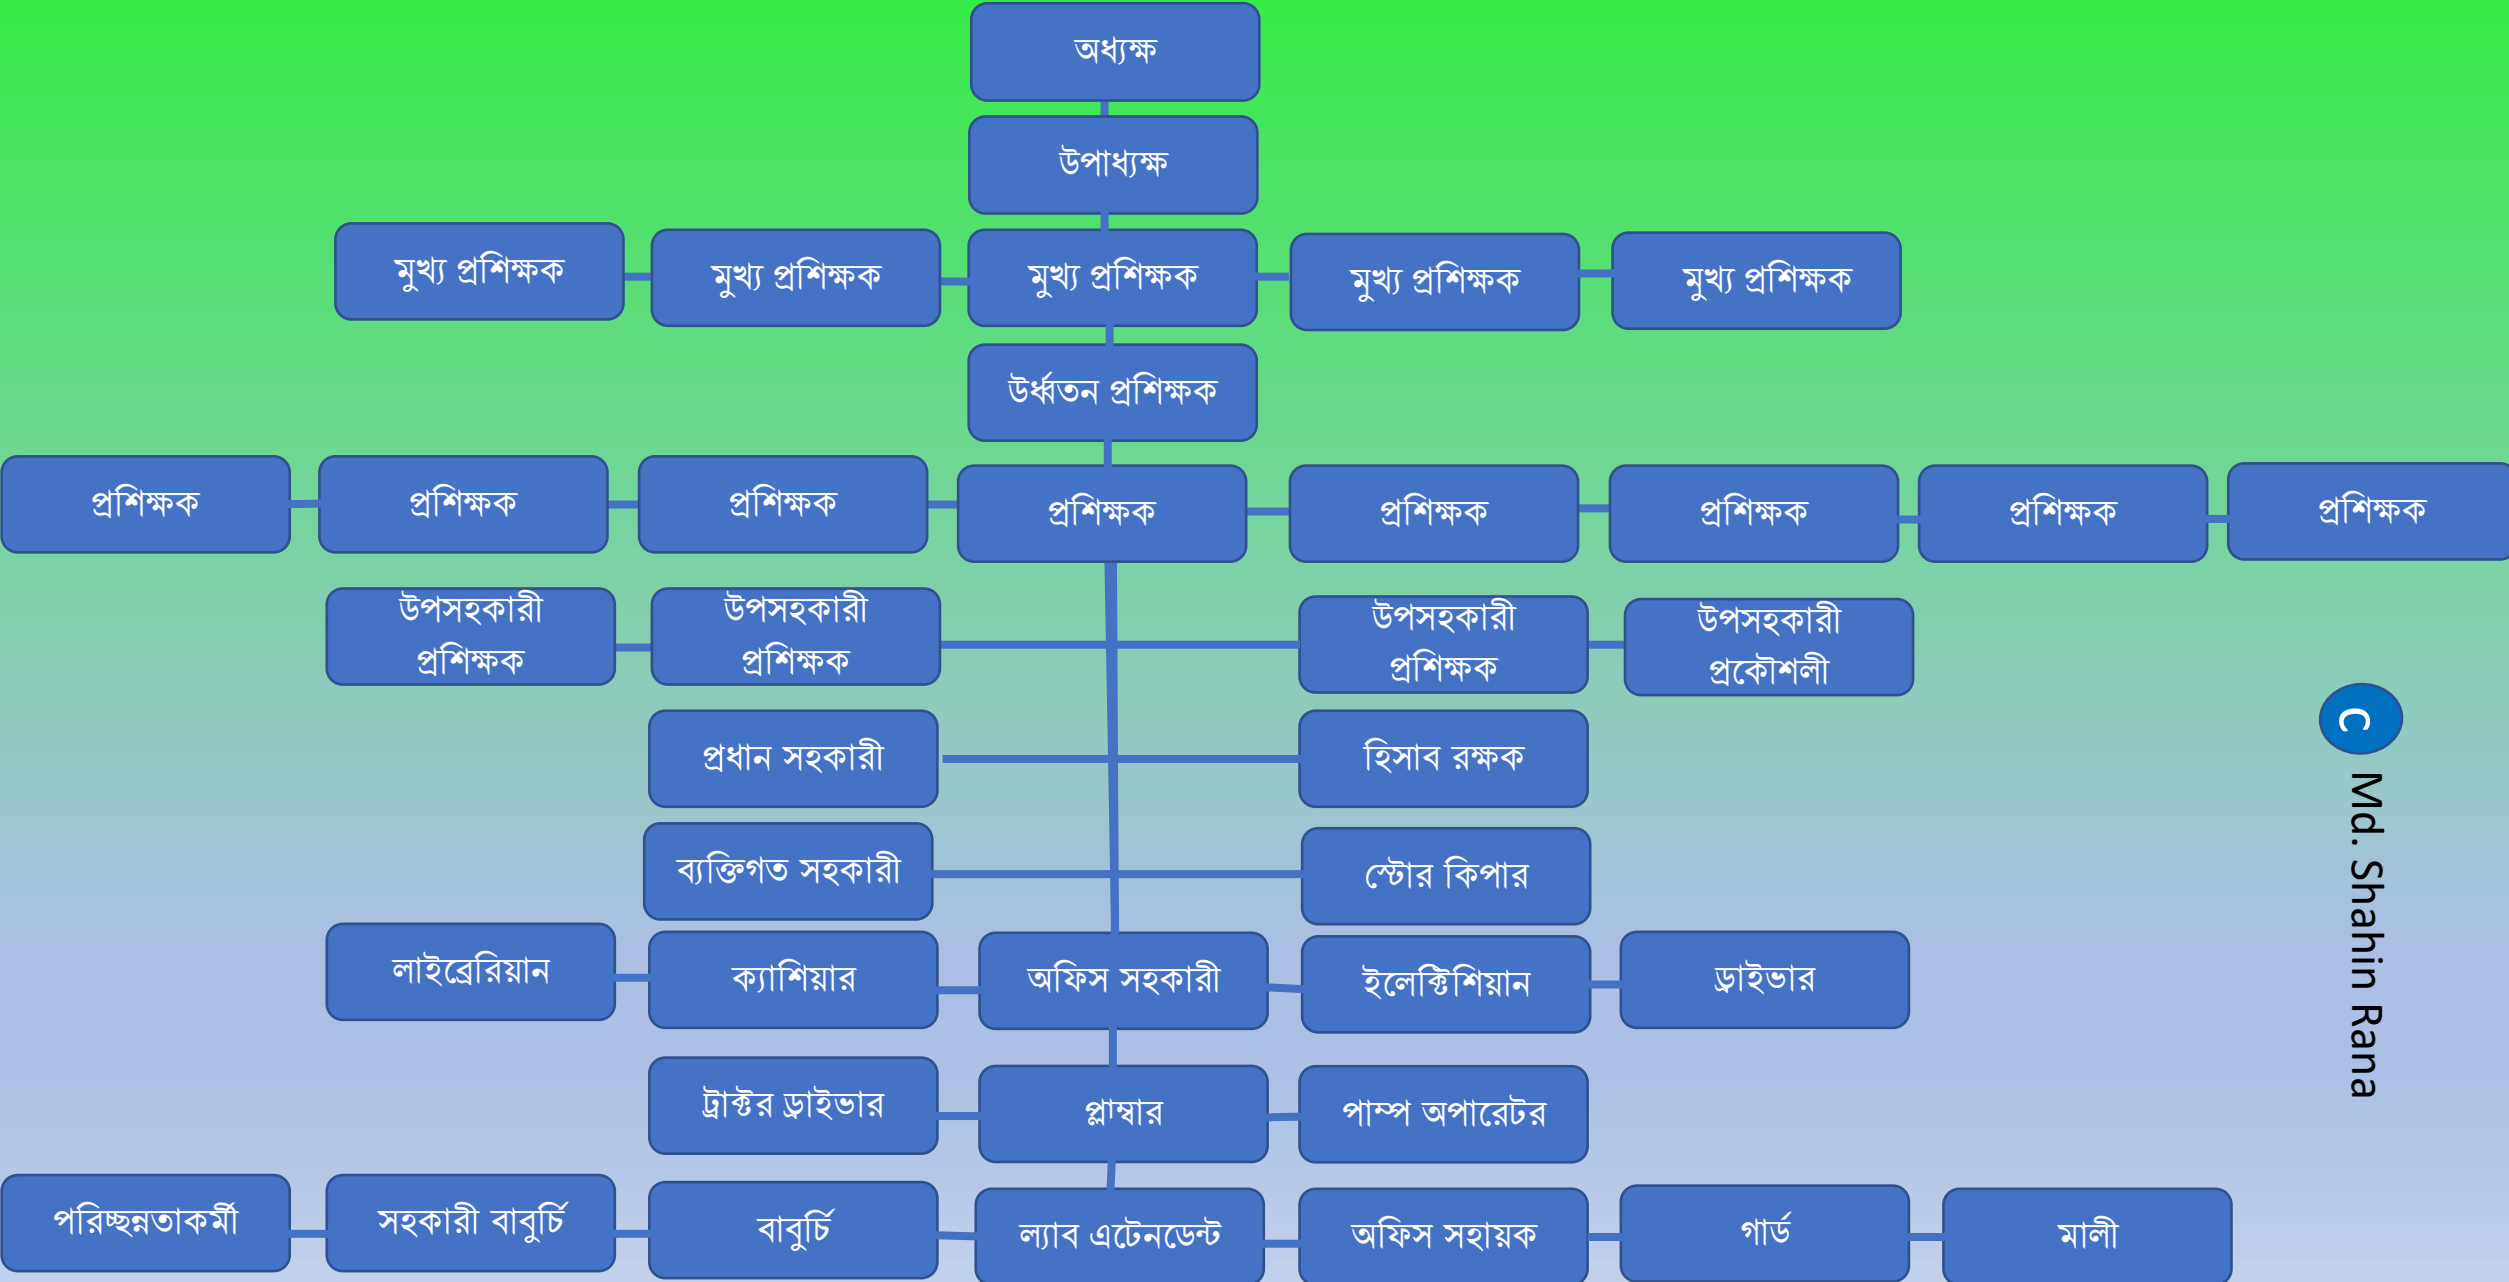 অধ্যক্ষ
উপাধ্যক্ষ
মুখ্য প্রশিক্ষক
মুখ্য প্রশিক্ষক
মুখ্য প্রশিক্ষক
মুখ্য প্রশিক্ষক
মুখ্য প্রশিক্ষক
উর্ধ্বতন প্রশিক্ষক
প্রশিক্ষক
প্রশিক্ষক
প্রশিক্ষক
প্রশিক্ষক
প্রশিক্ষক
প্রশিক্ষক
প্রশিক্ষক
প্রশিক্ষক
উপসহকারী
প্রশিক্ষক
উপসহকারী
প্রশিক্ষক
উপসহকারী
প্রশিক্ষক
উপসহকারী
প্রকৌশলী
প্রধান সহকারী
হিসাব রক্ষক
ব্যক্তিগত সহকারী
স্টোর কিপার
লাইব্রেরিয়ান
ক্যাশিয়ার
অফিস সহকারী
ইলেক্টিশিয়ান
ড্রাইভার
ট্রাক্টর ড্রাইভার
প্লাম্বার
পাম্প অপারেটর
পরিচ্ছন্নতাকর্মী
সহকারী বাবুর্চি
বাবুর্চি
ল্যাব এটেনডেন্ট
অফিস সহায়ক
গার্ড
মালী
C Md. Shahin Rana